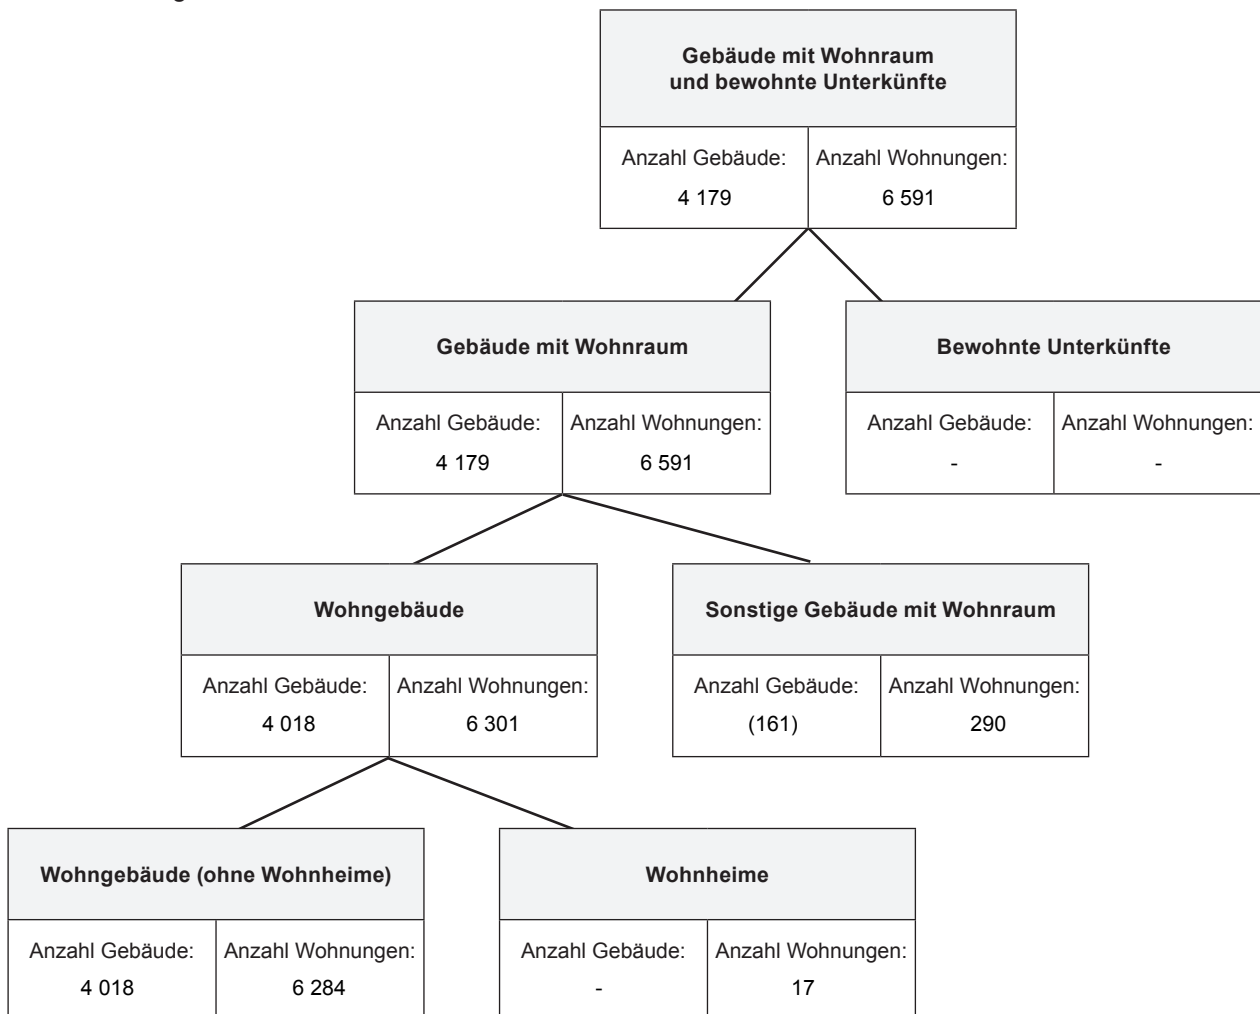 Gebäude mit Wohnraum
und bewohnte Unterkünfte
Anzahl Gebäude: Anzahl Wohnungen:
4 179 6 591
Gebäude mit Wohnraum
Anzahl Gebäude: Anzahl Wohnungen:
4 179 6 591
Bewohnte Unterkünfte
Anzahl Gebäude: Anzahl Wohnungen:
- -
Wohngebäude
Anzahl Gebäude: Anzahl Wohnungen:
4 018 6 301
Sonstige Gebäude mit Wohnraum
Anzahl Gebäude: Anzahl Wohnungen:
(161) 290
Wohngebäude (ohne Wohnheime)
Anzahl Gebäude: Anzahl Wohnungen:
4 018 6 284
Wohnheime
Anzahl Gebäude: Anzahl Wohnungen:
- 17